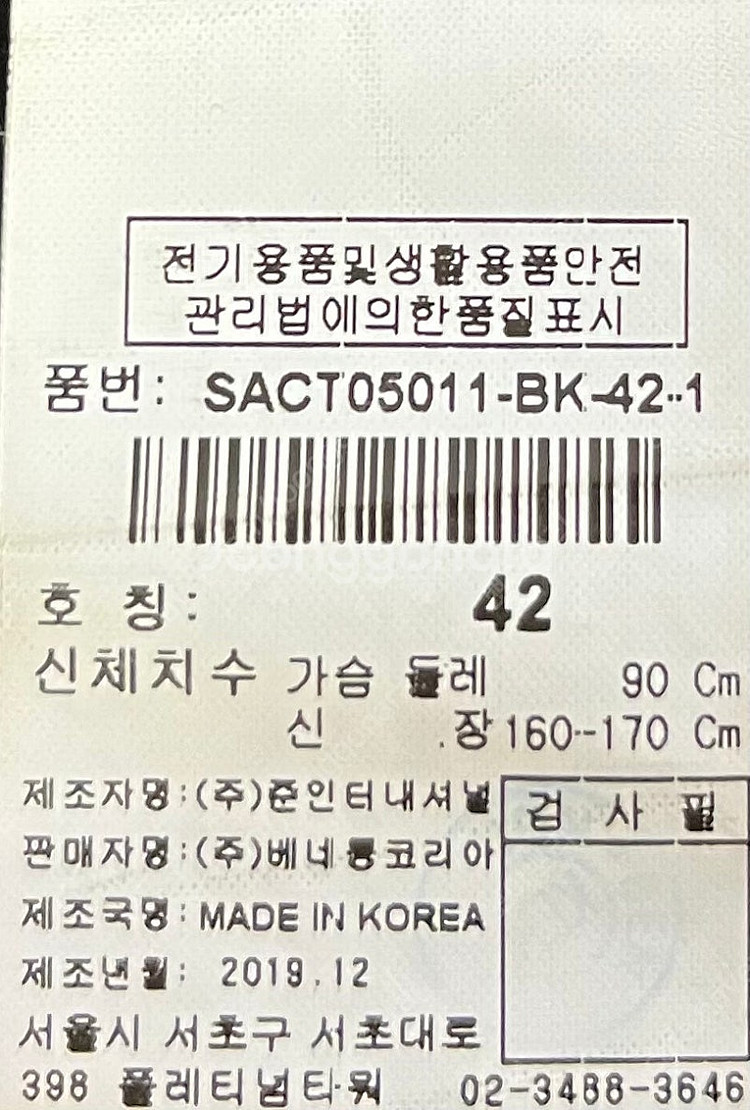 전기용품및생활용품안전
관리법에의한품질표시
품번: SACT05011-BK-42-1
호 칭: 42
신체치수 가슴 둘레 90 Cm
신 장 160--170 Cm
제조자명:(주)준인터내셔널
검 사 필
판매자명:(주)베네통코리아
제조국명: MADE IN KOREA
제조년월: 2019.12
서울시 서초구 서초대로
398 플레티넘타워 02-3488-3646